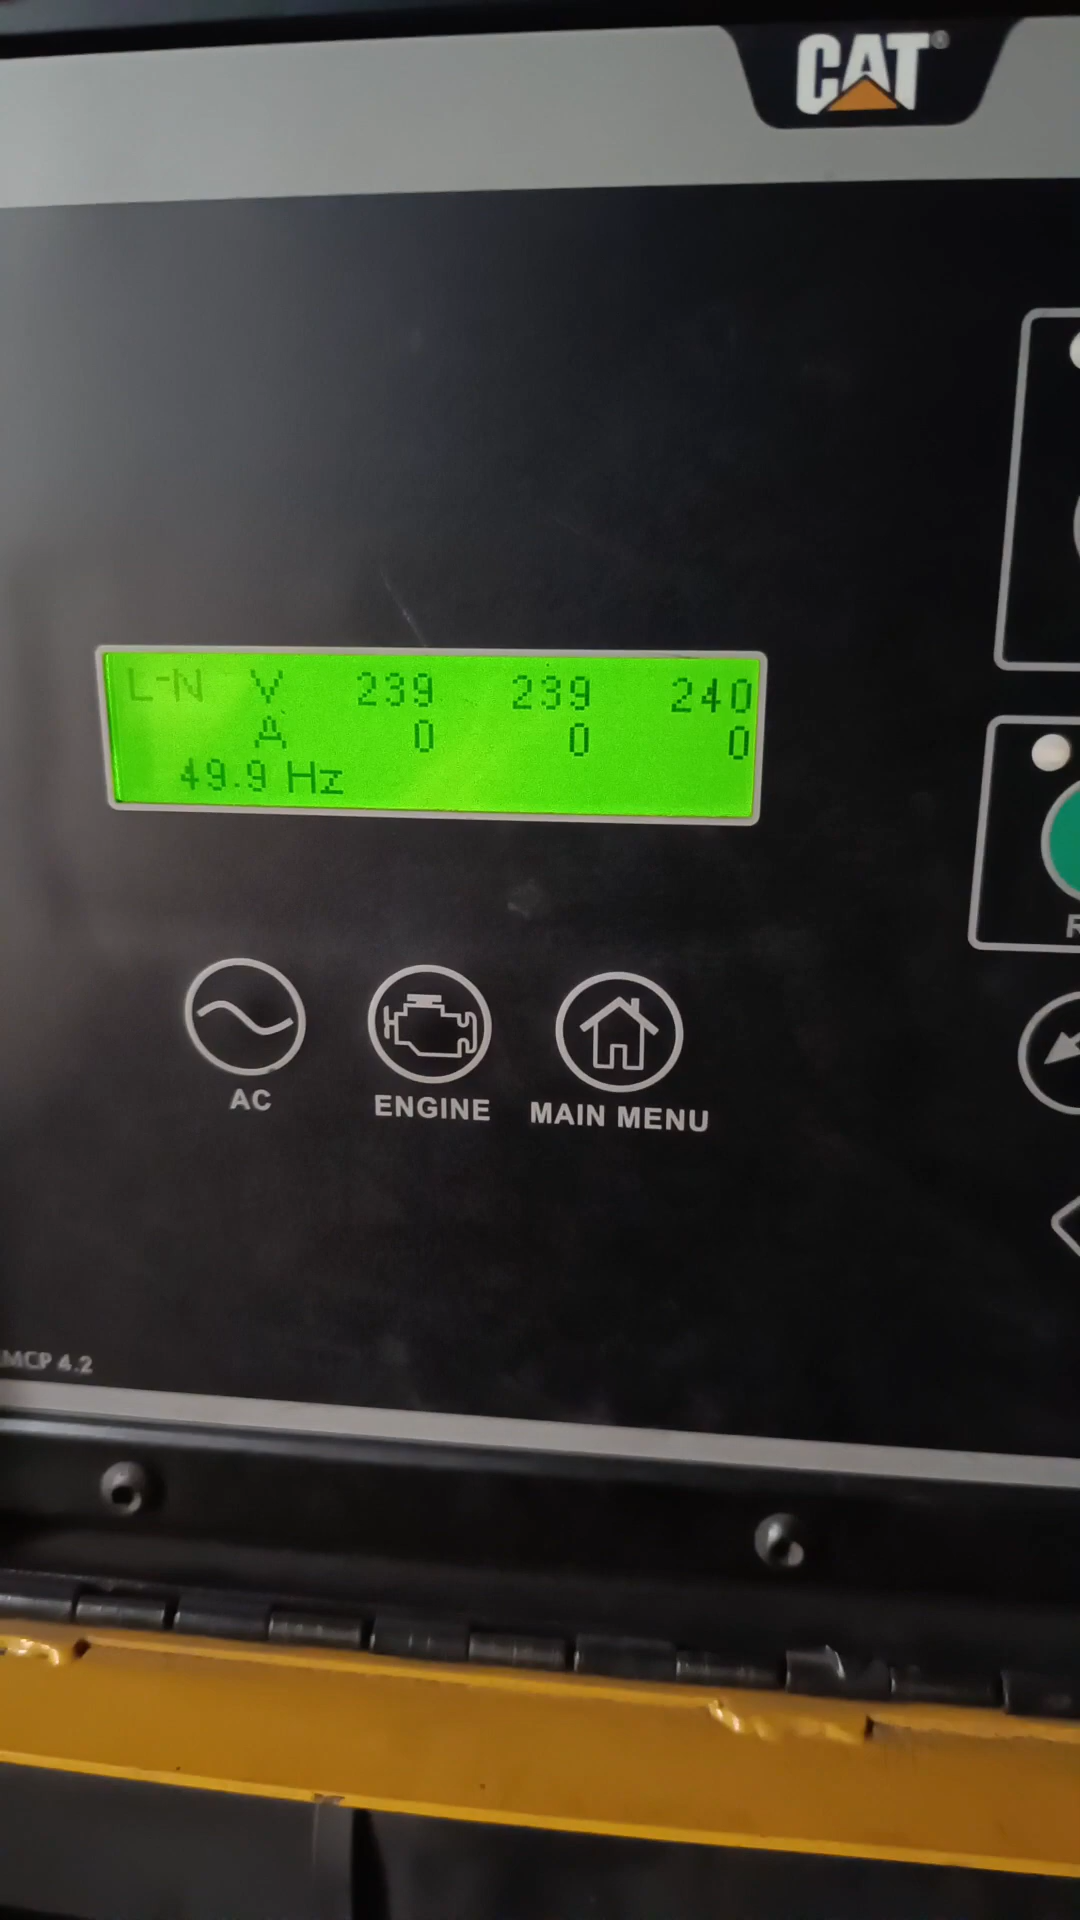 CAT®
L-N V 239 239 240
A 0 0 0
49.9 Hz
AC
ENGINE
MAIN MENU
MCP 4.2